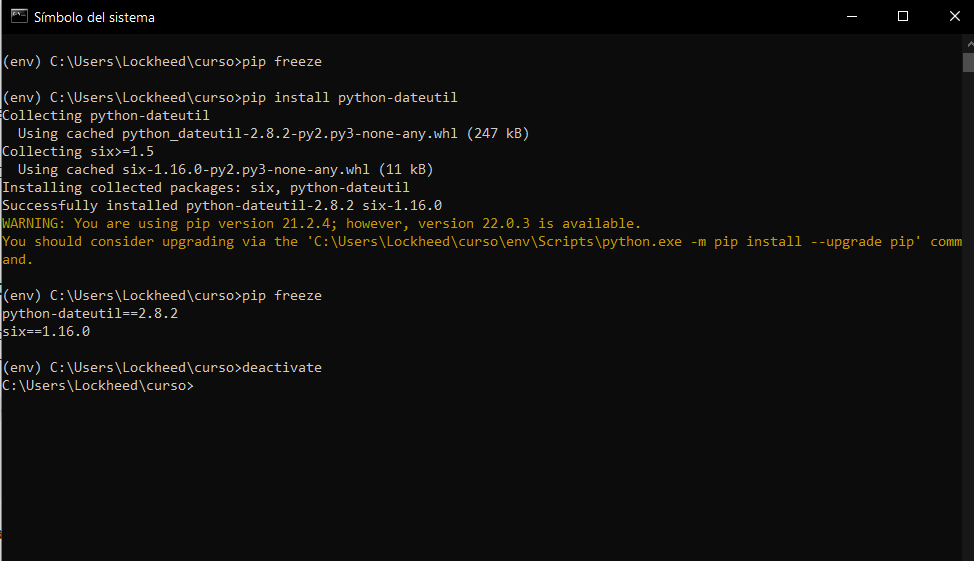 Símbolo del sistema
(env) C:\Users\Lockheed\curso>pip freeze
(env) C:\Users\Lockheed\curso>pip install python-dateutil
Collecting python-dateutil
  Using cached python_dateutil-2.8.2-py2.py3-none-any.whl (247 kB)
Collecting six>=1.5
  Using cached six-1.16.0-py2.py3-none-any.whl (11 kB)
Installing collected packages: six, python-dateutil
Successfully installed python-dateutil-2.8.2 six-1.16.0
WARNING: You are using pip version 21.2.4; however, version 22.0.3 is available.
You should consider upgrading via the 'C:\Users\Lockheed\curso\env\Scripts\python.exe -m pip install --upgrade pip' comm
and.
(env) C:\Users\Lockheed\curso>pip freeze
python-dateutil==2.8.2
six==1.16.0
(env) C:\Users\Lockheed\curso>deactivate
C:\Users\Lockheed\curso>